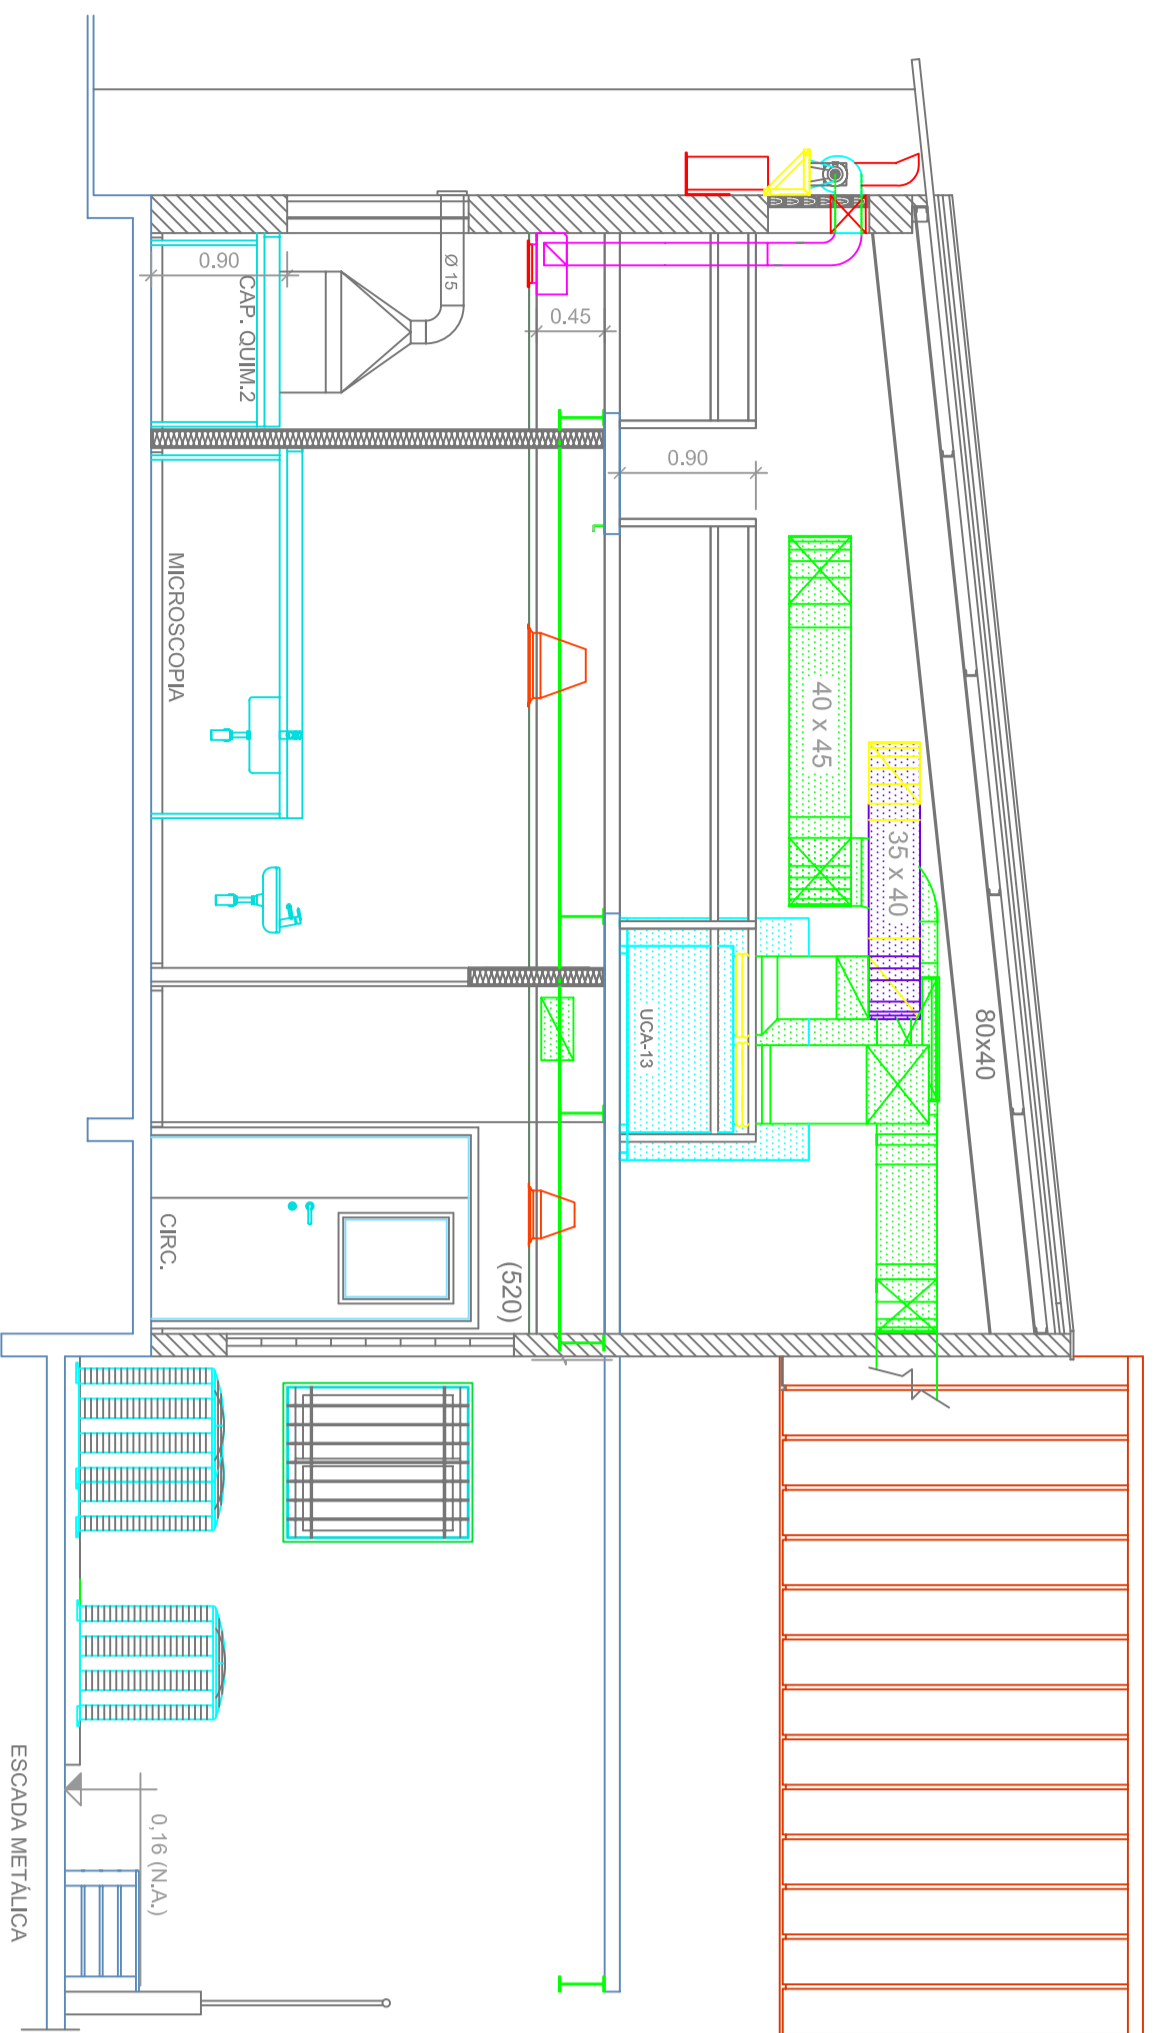 80x40
35 x 40
40 x 45
0.90
UCA-13
0.45
Ø 15
(520)
0.90
CAP. QUIM.2
MICROSCOPIA
CIRC.
0,16 (N.A.)
ESCADA METÁLICA